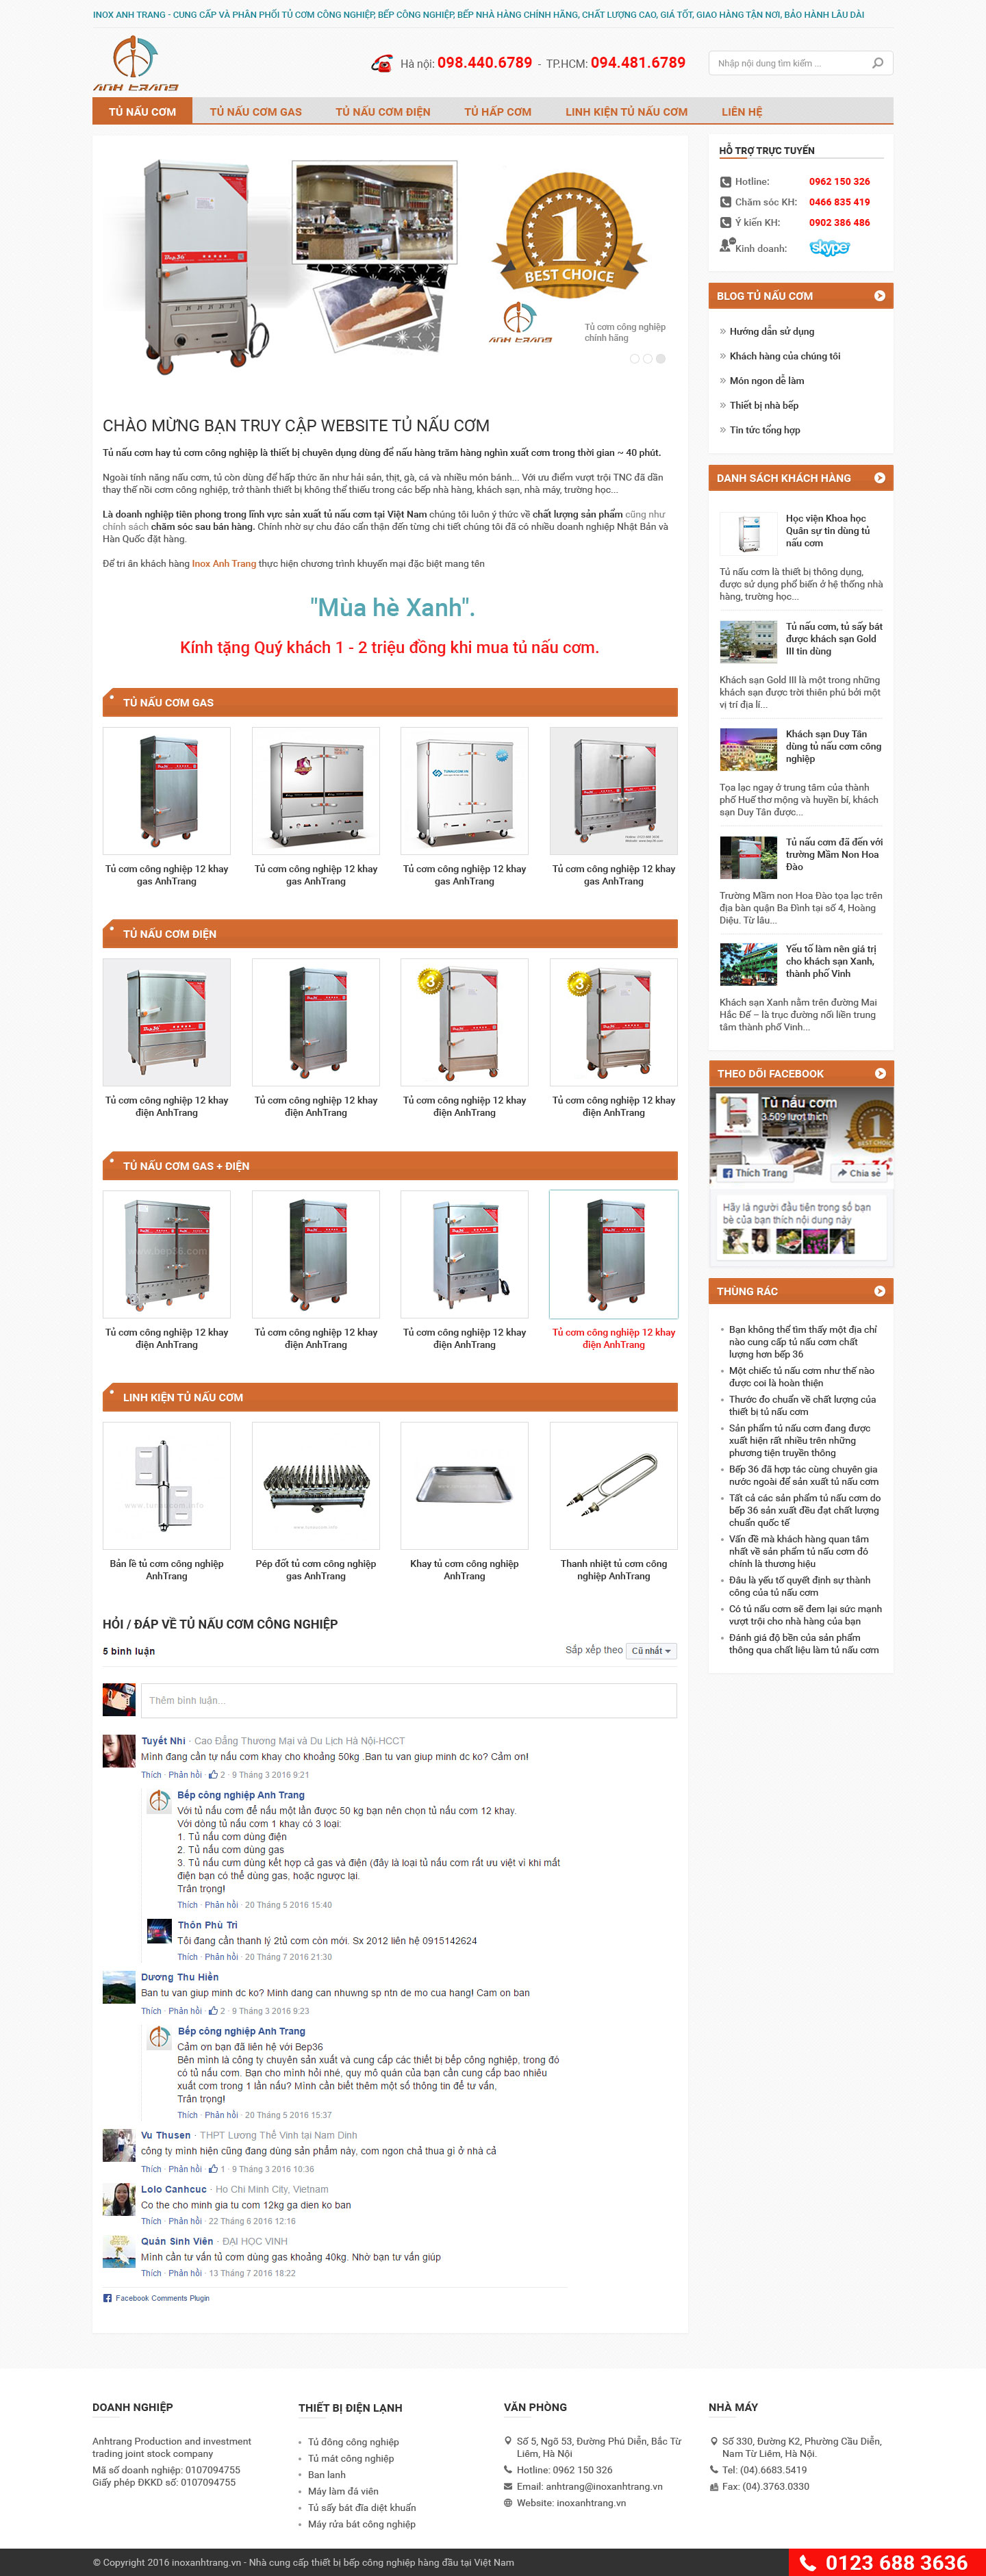 INOX ANH TRANG - CUNG CẤP VÀ PHÂN PHỐI TỦ CƠM CÔNG NGHIỆP, BẾP CÔNG NGHIỆP, BẾP NHÀ HÀNG CHÍNH HÃNG, CHẤT LƯỢNG CAO, GIÁ TỐT, GIAO HÀNG TẬN NƠI, BẢO HÀNH LÂU DÀI
ANH TRANG
Hà nội: 098.440.6789 - TP.HCM: 094.481.6789
Nhập nội dung tìm kiếm ...
TỦ NẤU CƠM TỦ NẤU CƠM GAS TỦ NẤU CƠM ĐIỆN TỦ HẤP CƠM LINH KIỆN TỦ NẤU CƠM LIÊN HỆ
Bep36
1
BEST CHOICE
ANH TRANG
Tủ cơm công nghiệp
chính hãng
CHÀO MỪNG BẠN TRUY CẬP WEBSITE TỦ NẤU CƠM
Tủ nấu cơm hay tủ cơm công nghiệp là thiết bị chuyên dụng dùng để nấu hàng trăm hàng nghìn xuất cơm trong thời gian ~ 40 phút.
Ngoài tính năng nấu cơm, tủ còn dùng để hấp thức ăn như hải sản, thịt, gà, cá và nhiều món bánh... Với ưu điểm vượt trội TNC đã dần
thay thế nồi cơm công nghiệp, trở thành thiết bị không thể thiếu trong các bếp nhà hàng, khách sạn, nhà máy, trường học...
Là doanh nghiệp tiên phong trong lĩnh vực sản xuất tủ nấu cơm tại Việt Nam chúng tôi luôn ý thức về chất lượng sản phẩm cũng như
chính sách chăm sóc sau bán hàng. Chính nhờ sự chu đáo cẩn thận đến từng chi tiết chúng tôi đã có nhiều doanh nghiệp Nhật Bản và
Hàn Quốc đặt hàng.
Để tri ân khách hàng Inox Anh Trang thực hiện chương trình khuyến mại đặc biệt mang tên
"Mùa hè Xanh".
Kính tặng Quý khách 1 - 2 triệu đồng khi mua tủ nấu cơm.
TỦ NẤU CƠM GAS
Tủ cơm công nghiệp 12 khay
gas AnhTrang
Tủ cơm công nghiệp 12 khay
gas AnhTrang
Tủ cơm công nghiệp 12 khay
gas AnhTrang
Tủ cơm công nghiệp 12 khay
gas AnhTrang
TỦ NẤU CƠM ĐIỆN
3
3
Tủ cơm công nghiệp 12 khay
điện AnhTrang
Tủ cơm công nghiệp 12 khay
điện AnhTrang
Tủ cơm công nghiệp 12 khay
điện AnhTrang
Tủ cơm công nghiệp 12 khay
điện AnhTrang
TỦ NẤU CƠM GAS + ĐIỆN
www.bep36.com
Tủ cơm công nghiệp 12 khay
điện AnhTrang
Tủ cơm công nghiệp 12 khay
điện AnhTrang
Tủ cơm công nghiệp 12 khay
điện AnhTrang
Tủ cơm công nghiệp 12 khay
điện AnhTrang
LINH KIỆN TỦ NẤU CƠM
Bản lề tủ cơm công nghiệp
AnhTrang
Pép đốt tủ cơm công nghiệp
gas AnhTrang
Khay tủ cơm công nghiệp
AnhTrang
Thanh nhiệt tủ cơm công
nghiệp AnhTrang
HỎI / ĐÁP VỀ TỦ NẤU CƠM CÔNG NGHIỆP
5 bình luận
Sắp xếp theo Cũ nhất
Thêm bình luận...
Tuyết Nhi · Cao Đẳng Thương Mại và Du Lịch Hà Nội-HCCT
Mình đang cần tự nấu cơm khay cho khoảng 50kg .Ban tu van giup minh dc ko? Cảm ơn!
Thích · Phản hồi · 2 · 9 Tháng 3 2016 9:21
Bếp công nghiệp Anh Trang
Với tủ nấu cơm để nấu một lần được 50 kg bạn nên chọn tủ nấu cơm 12 khay.
Với dòng tủ nấu cơm 1 khay có 3 loại:
1. Tủ nấu cơm dùng điện
2. Tủ nấu cơm dùng gas
3. Tủ nấu cưm dùng kết hợp cả gas và điện (đây là loại tủ nấu cơm rất ưu việt vì khi mất
điện bạn có thể dùng gas, hoặc ngược lại.
Trân trọng!
Thích · Phản hồi · 20 Tháng 5 2016 15:40
Thôn Phù Trì
Tôi đang cần thanh lý 2tủ cơm còn mới. Sx 2012 liên hệ 0915142624
Thích · Phản hồi · 20 Tháng 7 2016 21:30
Dương Thu Hiền
Ban tu van giup minh dc ko? Minh dang can nhuwng sp ntn de mo cua hang! Cam on ban
Thích · Phản hồi · 2 · 9 Tháng 3 2016 9:23
Bếp công nghiệp Anh Trang
Cảm ơn bạn đã liên hệ với Bep36
Bên mình là công ty chuyên sản xuất và cung cấp các thiết bị bếp công nghiệp, trong đó
có tủ nấu cơm. Bạn cho mình hỏi nhé, quy mô quán của bạn cần cung cấp bao nhiêu
xuất cơm trong 1 lần nấu? Mình cần biết thêm một số thông tin để tư vấn,
Trân trọng!
Thích · Phản hồi · 20 Tháng 5 2016 15:37
Vu Thusen · THPT Lương Thế Vinh tại Nam Dinh
công ty mình hiện cũng đang dùng sản phẩm này, com ngon chả thua gì ở nhà cả
Thích · Phản hồi · 1 · 9 Tháng 3 2016 10:36
Lolo Canhcuc · Ho Chi Minh City, Vietnam
Co the cho minh gia tu com 12kg ga dien ko ban
Thích · Phản hồi · 22 Tháng 6 2016 12:16
Quân Sinh Viên · ĐẠI HỌC VINH
Mình cần tư vấn tủ cơm dùng gas khoảng 40kg. Nhờ bạn tư vấn giúp
Thích · Phản hồi · 13 Tháng 7 2016 18:22
Facebook Comments Plugin
HỖ TRỢ TRỰC TUYẾN
Hotline: 0962 150 326
Chăm sóc KH: 0466 835 419
Ý kiến KH: 0902 386 486
Kinh doanh: skype
BLOG TỦ NẤU CƠM
Hướng dẫn sử dụng
Khách hàng của chúng tôi
Món ngon dễ làm
Thiết bị nhà bếp
Tin tức tổng hợp
DANH SÁCH KHÁCH HÀNG
Học viện Khoa học
Quân sự tin dùng tủ
nấu cơm
Tủ nấu cơm là thiết bị thông dụng,
được sử dụng phổ biến ở hệ thống nhà
hàng, trường học...
Tủ nấu cơm, tủ sấy bát
được khách sạn Gold
III tin dùng
Khách sạn Gold III là một trong những
khách sạn được trời thiên phú bởi một
vị trí địa lí...
Khách sạn Duy Tân
dùng tủ nấu cơm công
nghiệp
Tọa lạc ngay ở trung tâm của thành
phố Huế thơ mộng và huyền bí, khách
sạn Duy Tân được...
Tủ nấu cơm đã đến với
trường Mầm Non Hoa
Đào
Trường Mầm non Hoa Đào tọa lạc trên
địa bàn quận Ba Đình tại số 4, Hoàng
Diệu. Từ lâu...
Yếu tố làm nên giá trị
cho khách sạn Xanh,
thành phố Vinh
Khách sạn Xanh nằm trên đường Mai
Hắc Đế – là trục đường nối liền trung
tâm thành phố Vinh...
THEO DÕI FACEBOOK
Tủ nấu cơm
3.509 lượt thích
Thích Trang
Chia sẻ
Hãy là người đầu tiên trong số bạn
bè của bạn thích nội dung này
THÙNG RÁC
Bạn không thể tìm thấy một địa chỉ
nào cung cấp tủ nấu cơm chất
lượng hơn bếp 36
Một chiếc tủ nấu cơm như thế nào
được coi là hoàn thiện
Thước đo chuẩn về chất lượng của
thiết bị tủ nấu cơm
Sản phẩm tủ nấu cơm đang được
xuất hiện rất nhiều trên những
phương tiện truyền thông
Bếp 36 đã hợp tác cùng chuyên gia
nước ngoài để sản xuất tủ nấu cơm
Tất cả các sản phẩm tủ nấu cơm do
bếp 36 sản xuất đều đạt chất lượng
chuẩn quốc tế
Vấn đề mà khách hàng quan tâm
nhất về sản phẩm tủ nấu cơm đó
chính là thương hiệu
Đâu là yếu tố quyết định sự thành
công của tủ nấu cơm
Có tủ nấu cơm sẽ đem lại sức mạnh
vượt trội cho nhà hàng của bạn
Đánh giá độ bền của sản phẩm
thông qua chất liệu làm tủ nấu cơm
DOANH NGHIỆP
Anhtrang Production and investment
trading joint stock company
Mã số doanh nghiệp: 0107094755
Giấy phép ĐKKD số: 0107094755
THIẾT BỊ ĐIỆN LẠNH
Tủ đông công nghiệp
Tủ mát công nghiệp
Ban lanh
Máy làm đá viên
Tủ sấy bát đĩa diệt khuẩn
Máy rửa bát công nghiệp
VĂN PHÒNG
Số 5, Ngõ 53, Đường Phú Diễn, Bắc Từ
Liêm, Hà Nội
Hotline: 0962 150 326
Email: anhtrang@inoxanhtrang.vn
Website: inoxanhtrang.vn
NHÀ MÁY
Số 330, Đường K2, Phường Cầu Diễn,
Nam Từ Liêm, Hà Nội.
Tel: (04).6683.5419
Fax: (04).3763.0330
© Copyright 2016 inoxanhtrang.vn - Nhà cung cấp thiết bị bếp công nghiệp hàng đầu tại Việt Nam
0123 688 3636